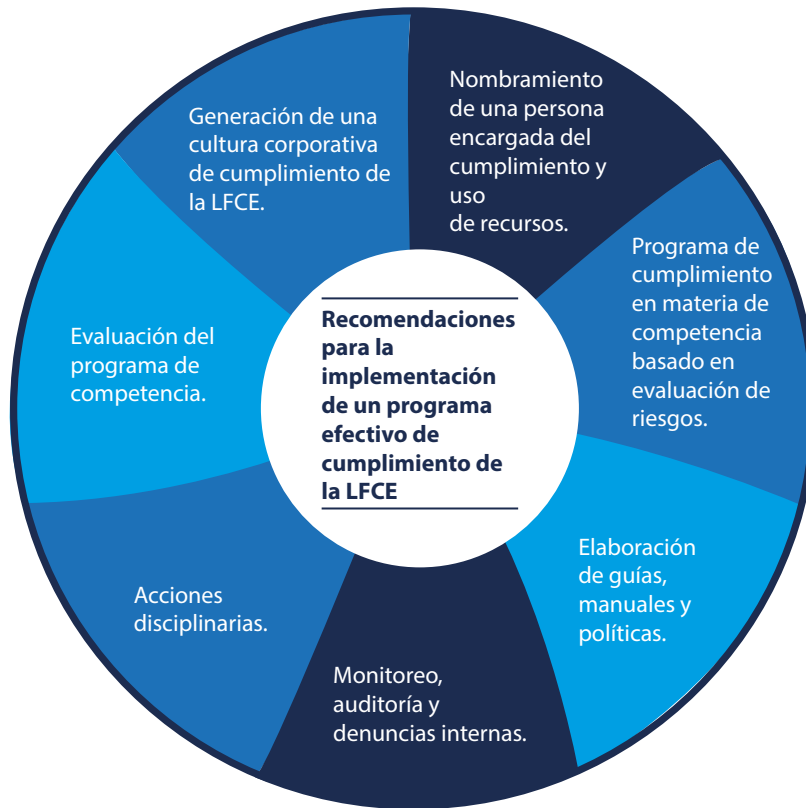 Generación de una
cultura corporativa
de cumplimiento de
la LFCE.
Nombramiento
de una persona
encargada del
cumplimiento y
uso
de recursos.
Programa de
cumplimiento
en materia de
competencia
basado en
evaluación de
riesgos.
Elaboración
de guías,
manuales y
políticas.
Monitoreo,
auditoría y
denuncias internas.
Acciones
disciplinarias.
Evaluación del
programa de
competencia.
Recomendaciones
para la
implementación
de un programa
efectivo de
cumplimiento de
la LFCE